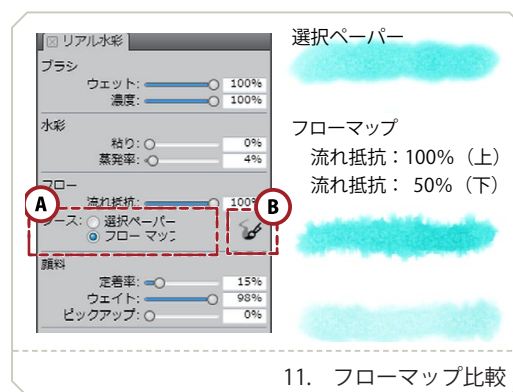 リアル水彩
ブラシ
ウェット: 100%
濃度: 100%
水彩
粘り: 0%
蒸発率: 4%
フロー
流れ抵抗: 100%
A
ソース: 選択ペーパー
フロー マップ
B
顔料
定着率: 15%
ウェイト: 98%
ピックアップ: 0%
選択ペーパー
フローマップ
流れ抵抗：100%（上）
流れ抵抗： 50%（下）
11. フローマップ比較